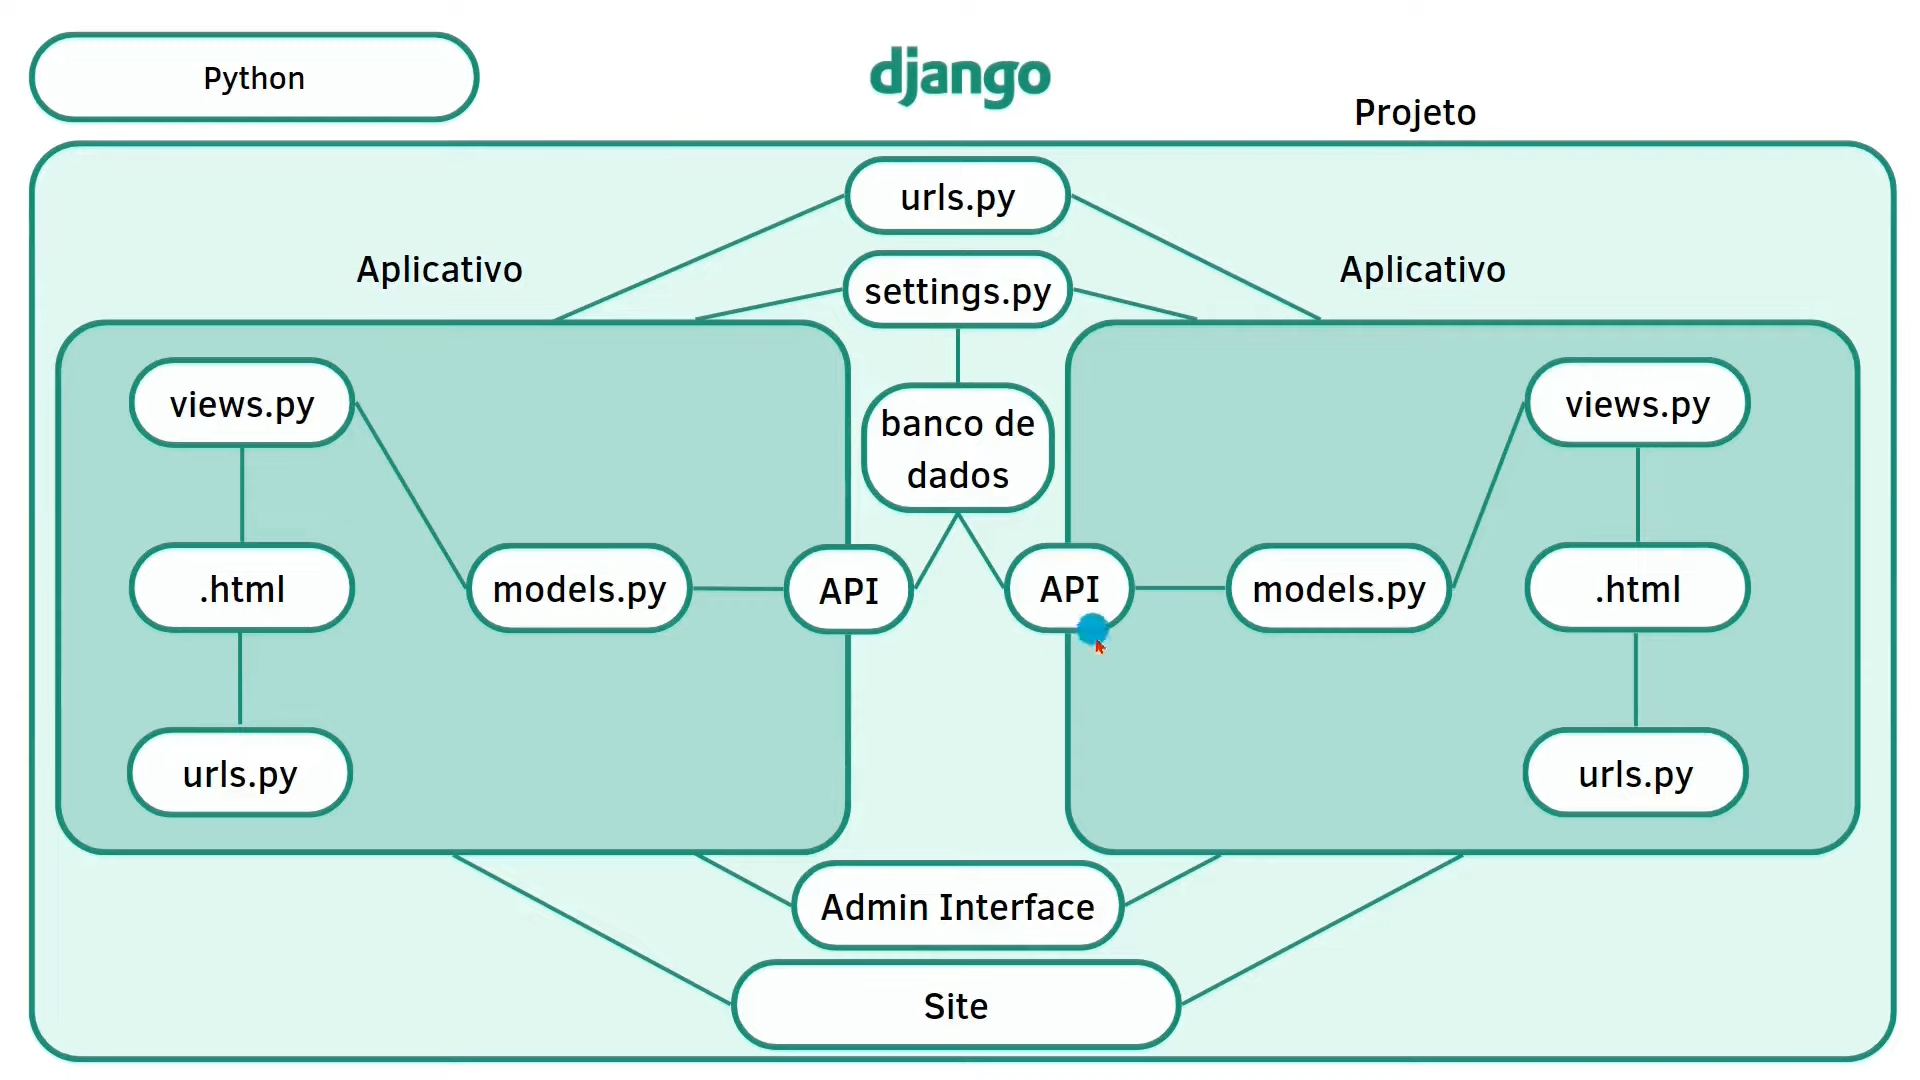 Python
django
Projeto
urls.py
Aplicativo
settings.py
Aplicativo
views.py
banco de
dados
views.py
.html
models.py
API
API
models.py
.html
urls.py
urls.py
Admin Interface
Site